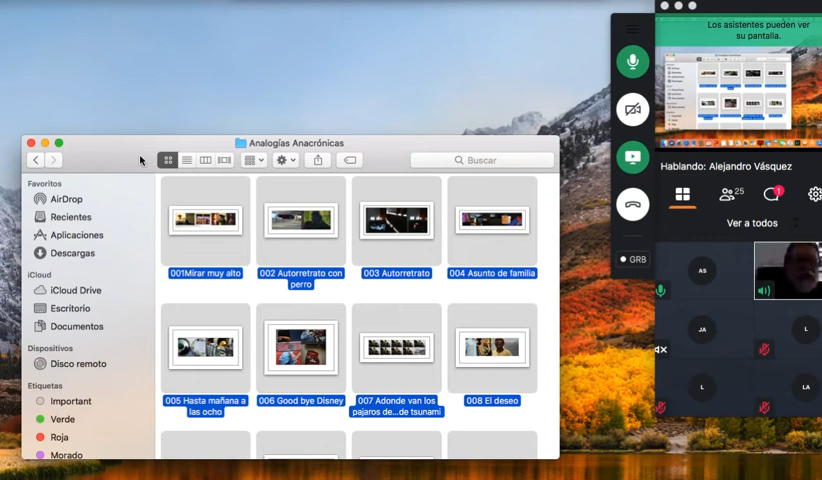 Los asistentes pueden ver
su pantalla.
Analogías Anacrónicas
Buscar
Favoritos
AirDrop
Recientes
Aplicaciones
Descargas
iCloud
iCloud Drive
Escritorio
Documentos
Dispositivos
Disco remoto
Etiquetas
Important
Verde
Roja
Morado
001Mirar muy alto
002 Autorretrato con
perro
003 Autorretrato
004 Asunto de familia
005 Hasta mañana a
las ocho
006 Good bye Disney
007 Adonde van los
pajaros de...de tsunami
008 El deseo
GRB
Hablando: Alejandro Vásquez
25
1
Ver a todos
AS
JA
L
L
LA